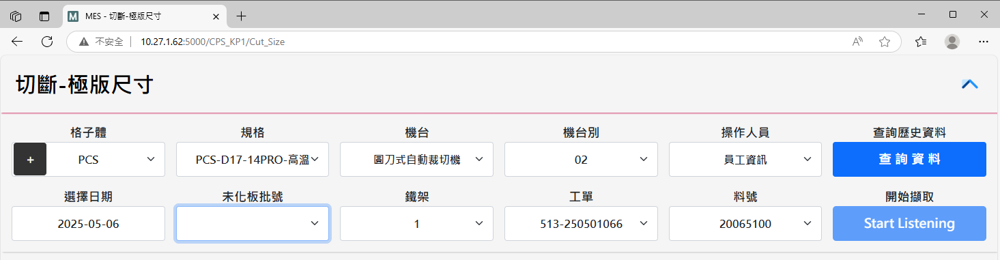 MES - 切斷-極版尺寸
不安全 10.27.1.62:5000/CPS_KP1/Cut_Size
切斷-極版尺寸
格子體 規格 機台 機台別 操作人員 查詢歷史資料
+ PCS PCS-D17-14PRO-高溫 圓刀式自動裁切機 02 員工資訊 查詢資料
選擇日期 未化板批號 鐵架 工單 料號 開始擷取
2025-05-06 1 513-250501066 20065100 Start Listening